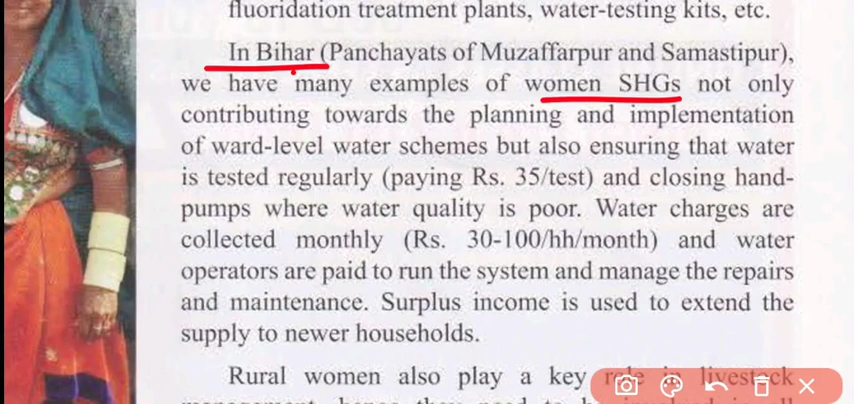 fluoridation treatment plants, water-testing kits, etc.
In Bihar (Panchayats of Muzaffarpur and Samastipur),
we have many examples of women SHGs not only
contributing towards the planning and implementation
of ward-level water schemes but also ensuring that water
is tested regularly (paying Rs. 35/test) and closing hand-
pumps where water quality is poor. Water charges are
collected monthly (Rs. 30-100/hh/month) and water
operators are paid to run the system and manage the repairs
and maintenance. Surplus income is used to extend the
supply to newer households.
Rural women also play a key role in livestock